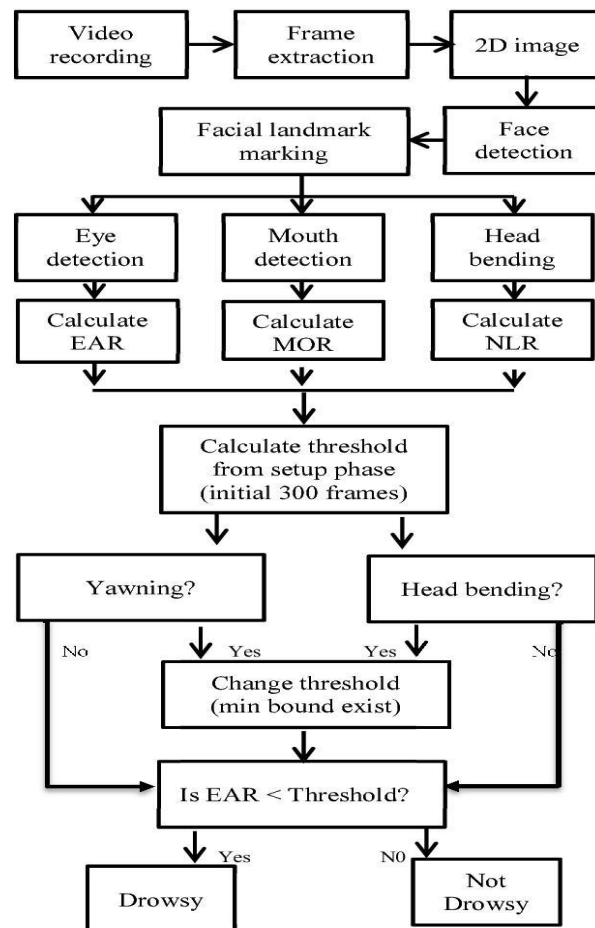 Video
recording
Frame
extraction
2D image
Facial landmark
marking
Face
detection
Eye
detection
Mouth
detection
Head
bending
Calculate
EAR
Calculate
MOR
Calculate
NLR
Calculate threshold
from setup phase
(initial 300 frames)
Yawning?
Head bending?
No
Yes
Yes
No
Change threshold
(min bound exist)
Is EAR < Threshold?
Yes
N0
Drowsy
Not
Drowsy